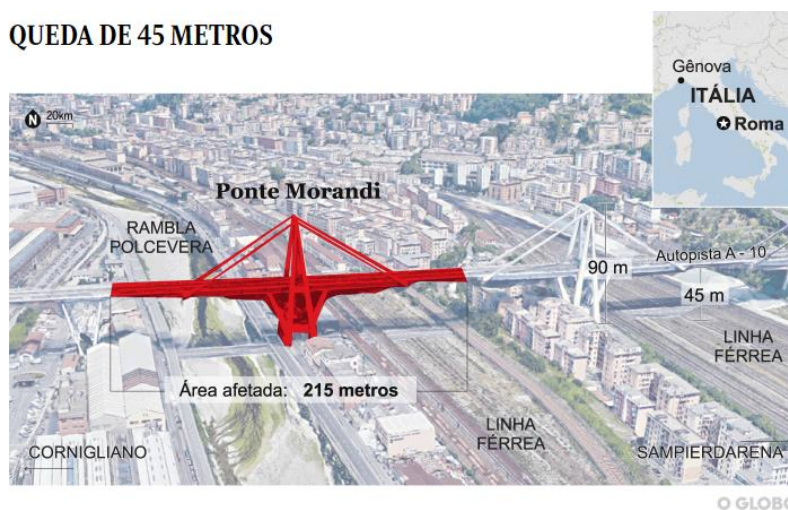 QUEDA DE 45 METROS
Gênova
ITÁLIA
Roma
N 20km
Ponte Morandi
RAMBLA
POLCEVERA
Autopista A - 10
90 m
45 m
LINHA
FÉRREA
Área afetada: 215 metros
LINHA
FÉRREA
CORNIGLIANO
SAMPIERDARENA
O GLOBO